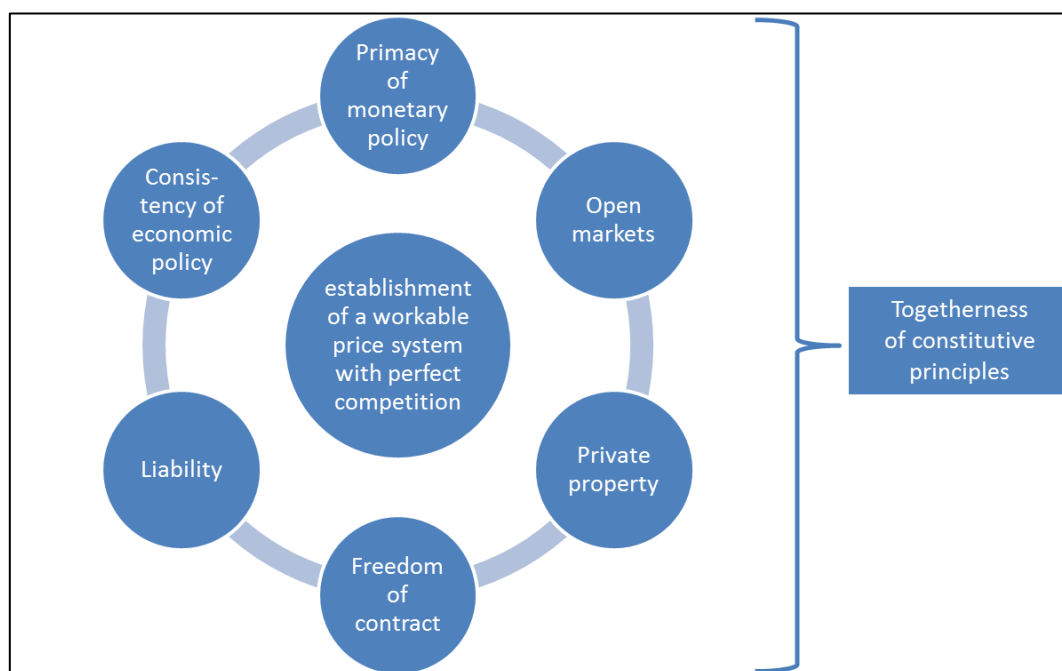 Primacy
of
monetary
policy
Consis-
tency of
economic
policy
Open
markets
establishment
of a workable
price system
with perfect
competition
Togetherness
of constitutive
principles
Liability
Private
property
Freedom
of
contract